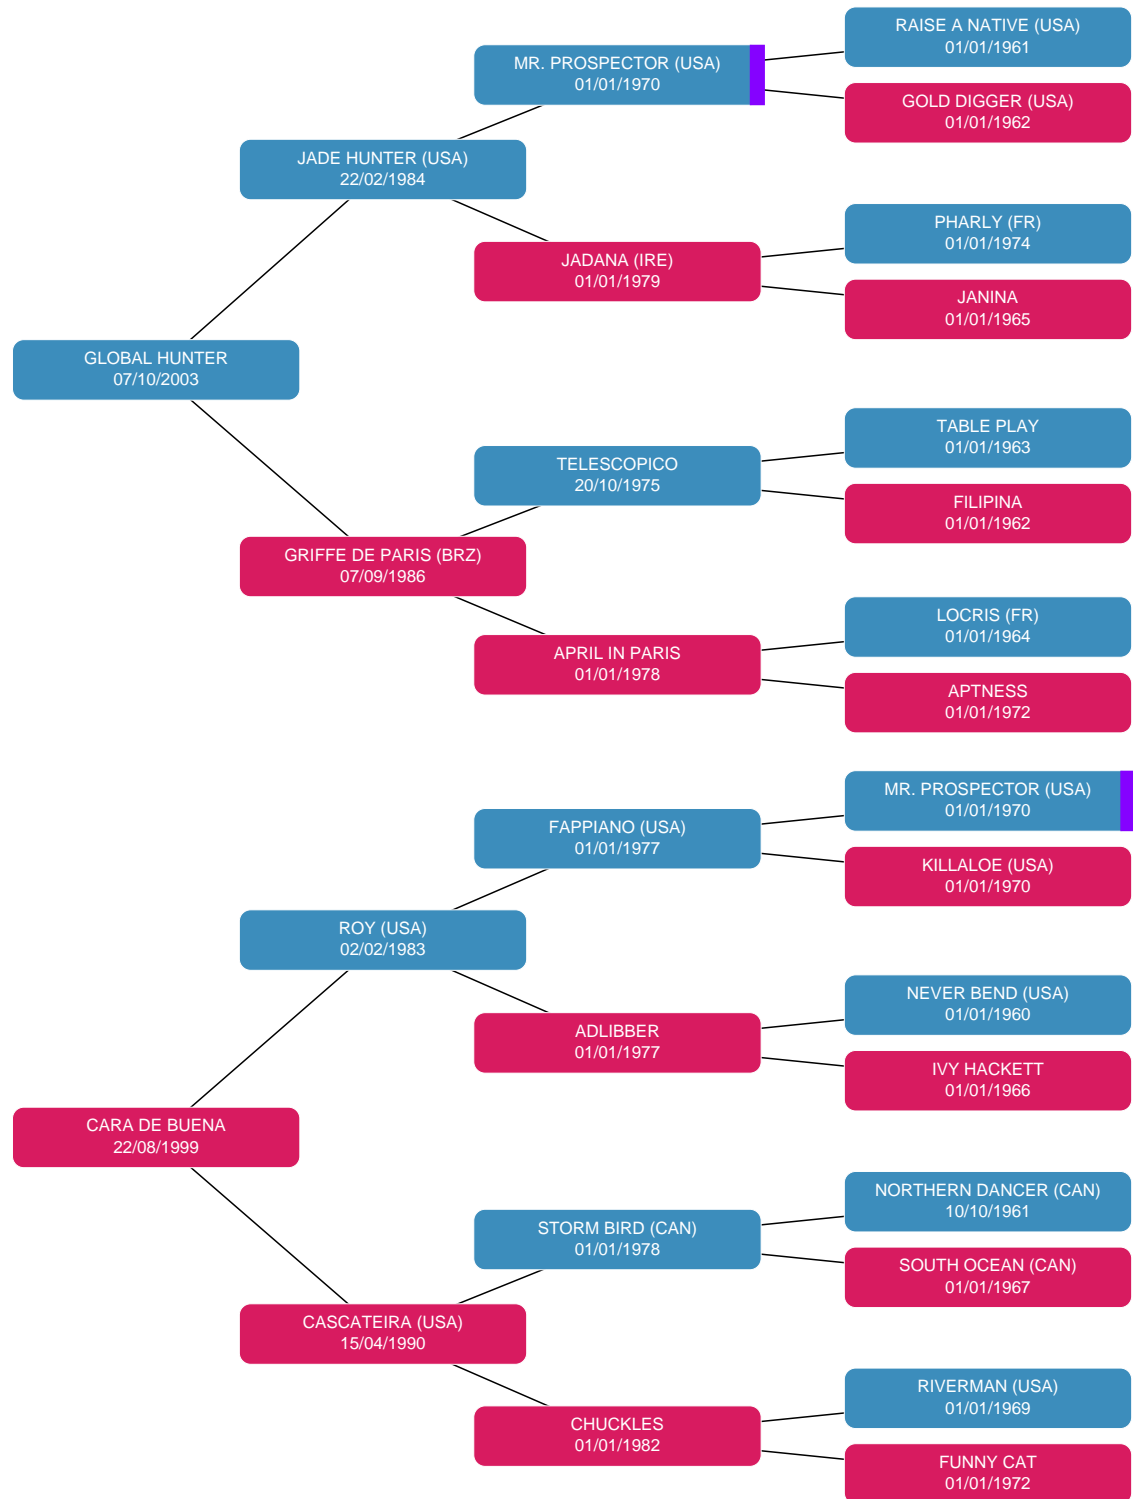 RAISE A NATIVE (USA)
01/01/1961
MR. PROSPECTOR (USA)
01/01/1970
GOLD DIGGER (USA)
01/01/1962
JADE HUNTER (USA)
22/02/1984
PHARLY (FR)
01/01/1974
JADANA (IRE)
01/01/1979
JANINA
01/01/1965
GLOBAL HUNTER
07/10/2003
TABLE PLAY
01/01/1963
TELESCOPICO
20/10/1975
FILIPINA
01/01/1962
GRIFFE DE PARIS (BRZ)
07/09/1986
LOCRIS (FR)
01/01/1964
APRIL IN PARIS
01/01/1978
APTNESS
01/01/1972
MR. PROSPECTOR (USA)
01/01/1970
FAPPIANO (USA)
01/01/1977
KILLALOE (USA)
01/01/1970
ROY (USA)
02/02/1983
NEVER BEND (USA)
01/01/1960
ADLIBBER
01/01/1977
IVY HACKETT
01/01/1966
CARA DE BUENA
22/08/1999
NORTHERN DANCER (CAN)
10/10/1961
STORM BIRD (CAN)
01/01/1978
SOUTH OCEAN (CAN)
01/01/1967
CASCATEIRA (USA)
15/04/1990
RIVERMAN (USA)
01/01/1969
CHUCKLES
01/01/1982
FUNNY CAT
01/01/1972